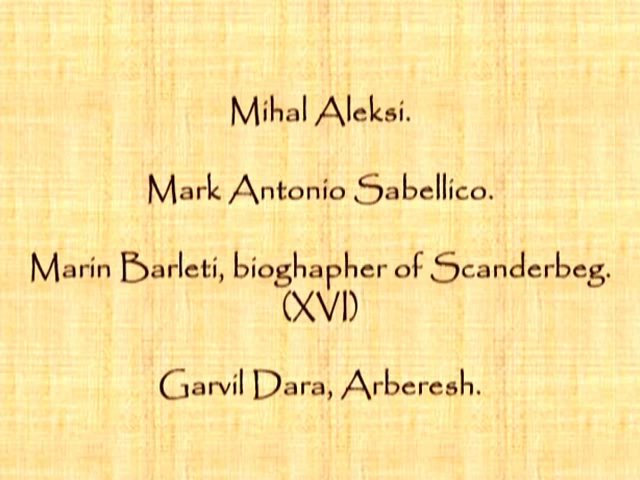 Mihal Aleksi.
Mark Antonio Sabellico.
Marin Barleti, bioghapher of Scanderbeg.
(XVI)
Garvil Dara, Arberesh.